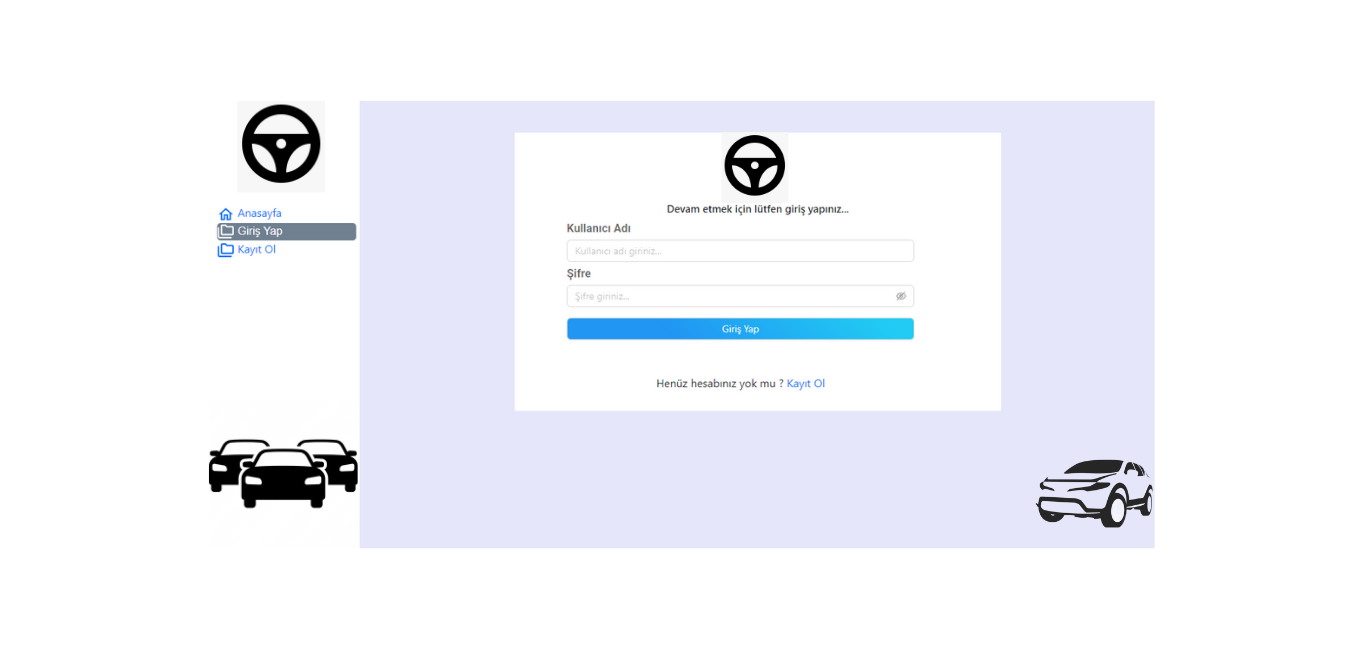 Anasayfa
Giriş Yap
Kayıt Ol
Devam etmek için lütfen giriş yapınız...
Kullanıcı Adı
Kullanıcı adı giriniz...
Şifre
Şifre giriniz...
Giriş Yap
Henüz hesabınız yok mu ? Kayıt Ol